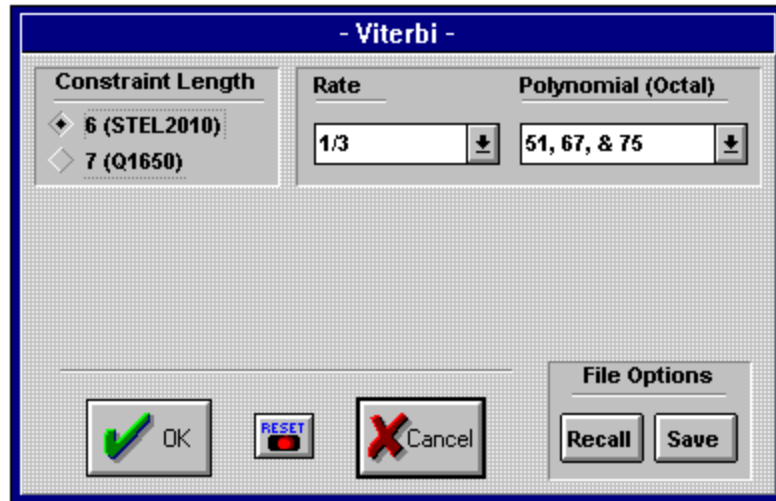 - Viterbi -
Constraint Length
6 (STEL2010)
7 (Q1650)
Rate
1/3
Polynomial (Octal)
51, 67, & 75
OK
RESET
Cancel
File Options
Recall
Save